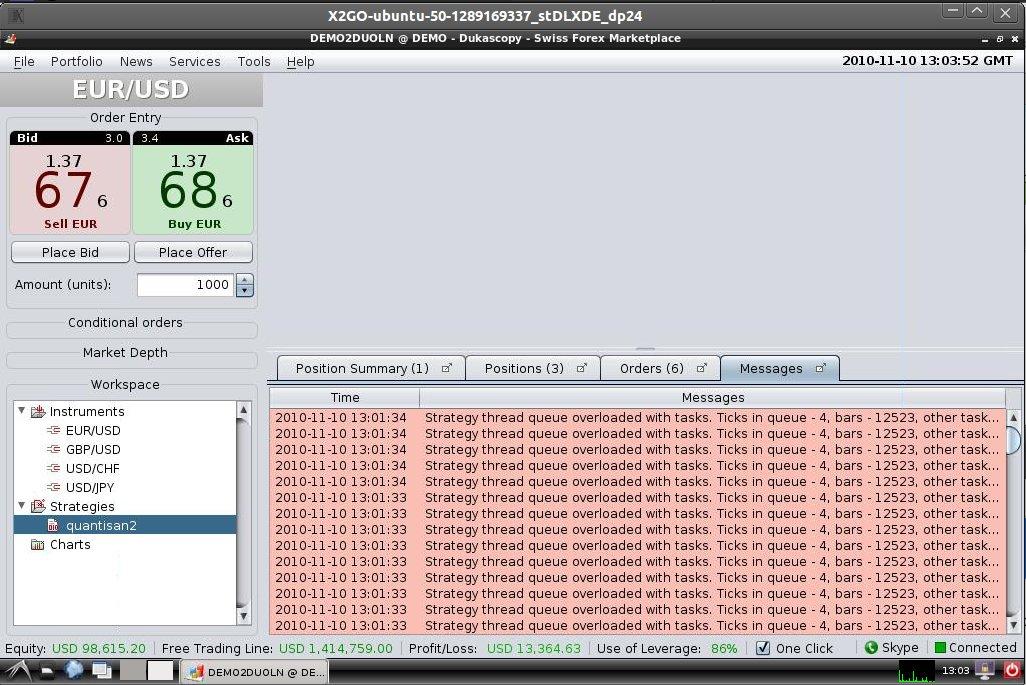 X2GO-ubuntu-50-1289169337_stDLXDE_dp24
DEMO2DUOLN @ DEMO - Dukascopy - Swiss Forex Marketplace
File Portfolio News Services Tools Help 2010-11-10 13:03:52 GMT
EUR/USD
Order Entry
Bid 3.0 3.4 Ask
1.37 1.37
67 6 68 6
Sell EUR Buy EUR
Place Bid Place Offer
Amount (units): 1000
Conditional orders
Market Depth
Workspace
Instruments
EUR/USD
GBP/USD
USD/CHF
USD/JPY
Strategies
quantisan2
Charts
Position Summary (1) Positions (3) Orders (6) Messages
Time Messages
2010-11-10 13:01:34 Strategy thread queue overloaded with tasks. Ticks in queue - 4, bars - 12523, other task...
2010-11-10 13:01:34 Strategy thread queue overloaded with tasks. Ticks in queue - 4, bars - 12523, other task...
2010-11-10 13:01:34 Strategy thread queue overloaded with tasks. Ticks in queue - 4, bars - 12523, other task...
2010-11-10 13:01:34 Strategy thread queue overloaded with tasks. Ticks in queue - 4, bars - 12523, other task...
2010-11-10 13:01:34 Strategy thread queue overloaded with tasks. Ticks in queue - 4, bars - 12523, other task...
2010-11-10 13:01:33 Strategy thread queue overloaded with tasks. Ticks in queue - 4, bars - 12523, other task...
2010-11-10 13:01:33 Strategy thread queue overloaded with tasks. Ticks in queue - 4, bars - 12523, other task...
2010-11-10 13:01:33 Strategy thread queue overloaded with tasks. Ticks in queue - 4, bars - 12523, other task...
2010-11-10 13:01:33 Strategy thread queue overloaded with tasks. Ticks in queue - 4, bars - 12523, other task...
2010-11-10 13:01:33 Strategy thread queue overloaded with tasks. Ticks in queue - 4, bars - 12523, other task...
2010-11-10 13:01:33 Strategy thread queue overloaded with tasks. Ticks in queue - 4, bars - 12523, other task...
2010-11-10 13:01:33 Strategy thread queue overloaded with tasks. Ticks in queue - 4, bars - 12523, other task...
2010-11-10 13:01:33 Strategy thread queue overloaded with tasks. Ticks in queue - 4, bars - 12523, other task...
2010-11-10 13:01:33 Strategy thread queue overloaded with tasks. Ticks in queue - 4, bars - 12523, other task...
Equity: USD 98,615.20 Free Trading Line: USD 1,414,759.00 Profit/Loss: USD 13,364.63 Use of Leverage: 86% One Click Skype Connected
DEMO2DUOLN @ DE... 13:03